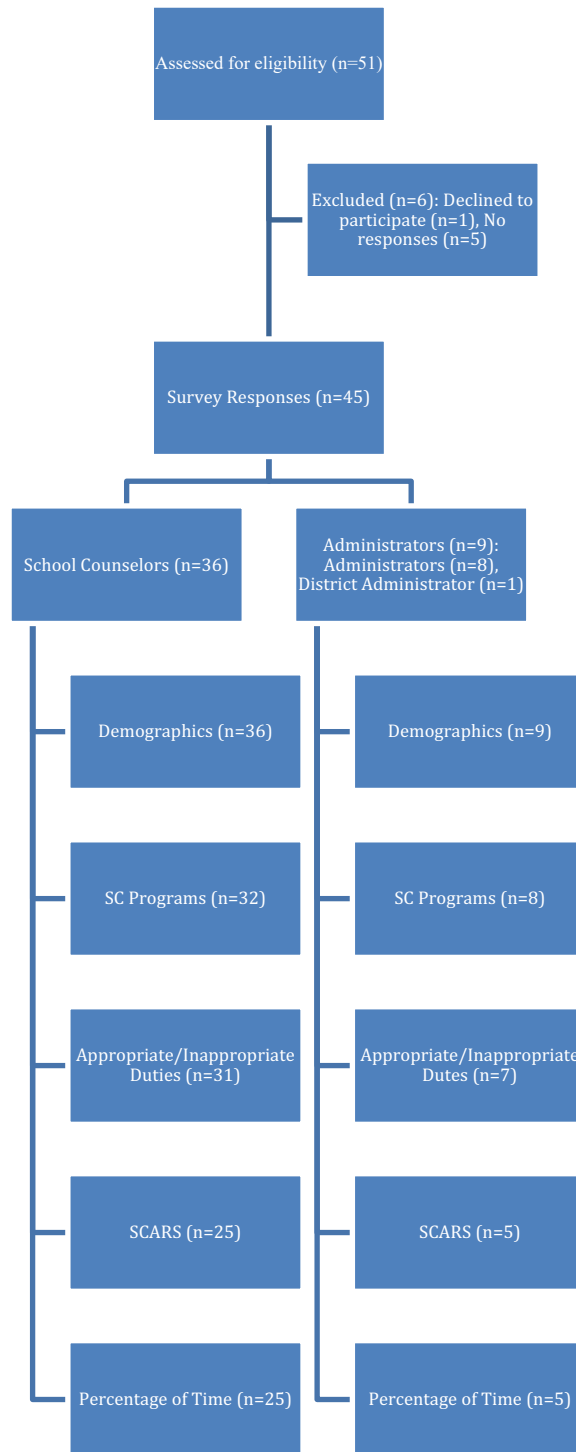 Assessed for eligibility (n=51)
Excluded (n=6): Declined to
participate (n=1), No
responses (n=5)
Survey Responses (n=45)
School Counselors (n=36)
Administrators (n=9):
Administrators (n=8),
District Administrator (n=1)
Demographics (n=36)
Demographics (n=9)
SC Programs (n=32)
SC Programs (n=8)
Appropriate/Inappropriate
Duties (n=31)
Appropriate/Inappropriate
Dutes (n=7)
SCARS (n=25)
SCARS (n=5)
Percentage of Time (n=25)
Percentage of Time (n=5)